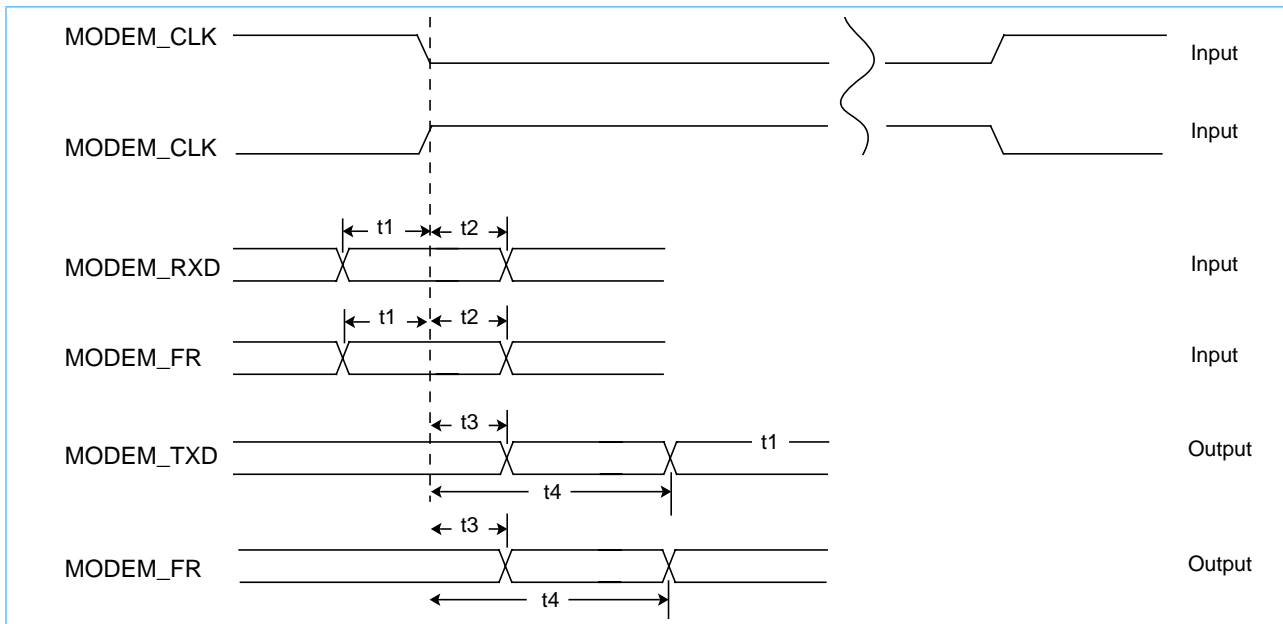 MODEM_CLK Input
MODEM_CLK Input
t1 t2
MODEM_RXD Input
t1 t2
MODEM_FR Input
t3
MODEM_TXD t1 Output
t4
t3
MODEM_FR Output
t4